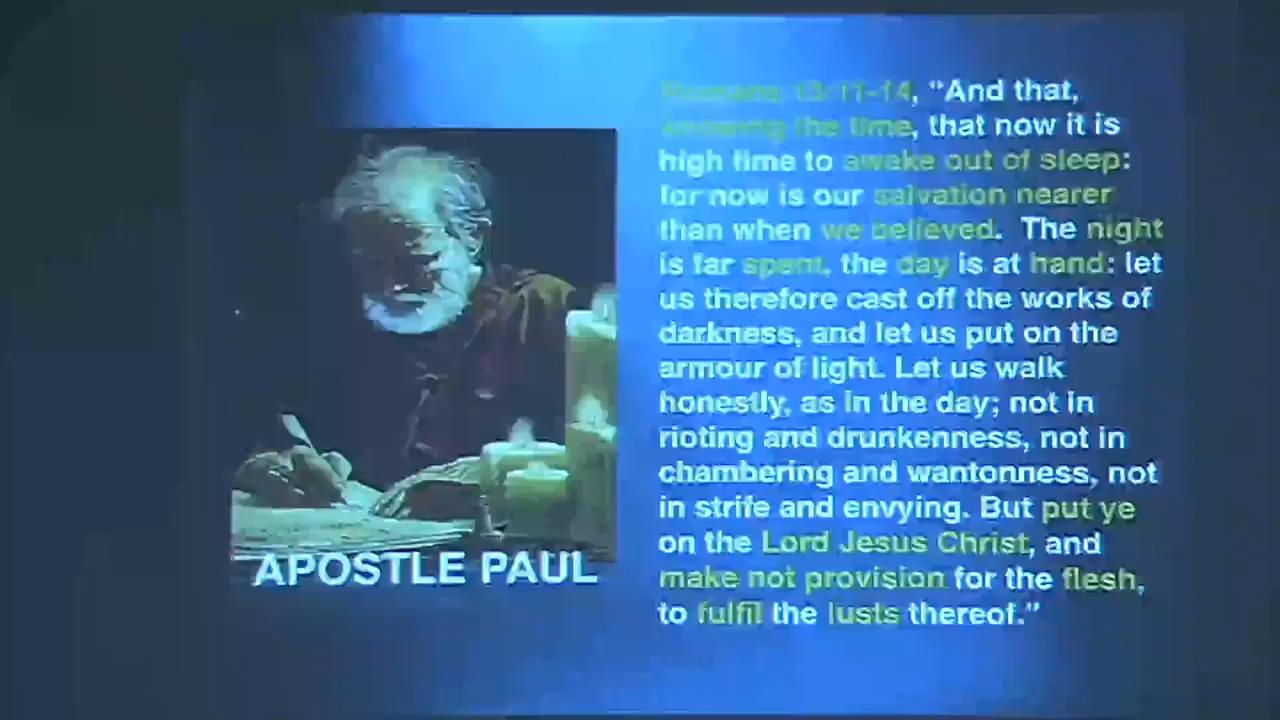 Romans 13:11-14, "And that,
knowing the time, that now it is
high time to awake out of sleep:
for now is our salvation nearer
than when we believed. The night
is far spent, the day is at hand: let
us therefore cast off the works of
darkness, and let us put on the
armour of light. Let us walk
honestly, as in the day; not in
rioting and drunkenness, not in
chambering and wantonness, not
in strife and envying. But put ye
on the Lord Jesus Christ, and
make not provision for the flesh,
to fulfil the lusts thereof."
APOSTLE PAUL